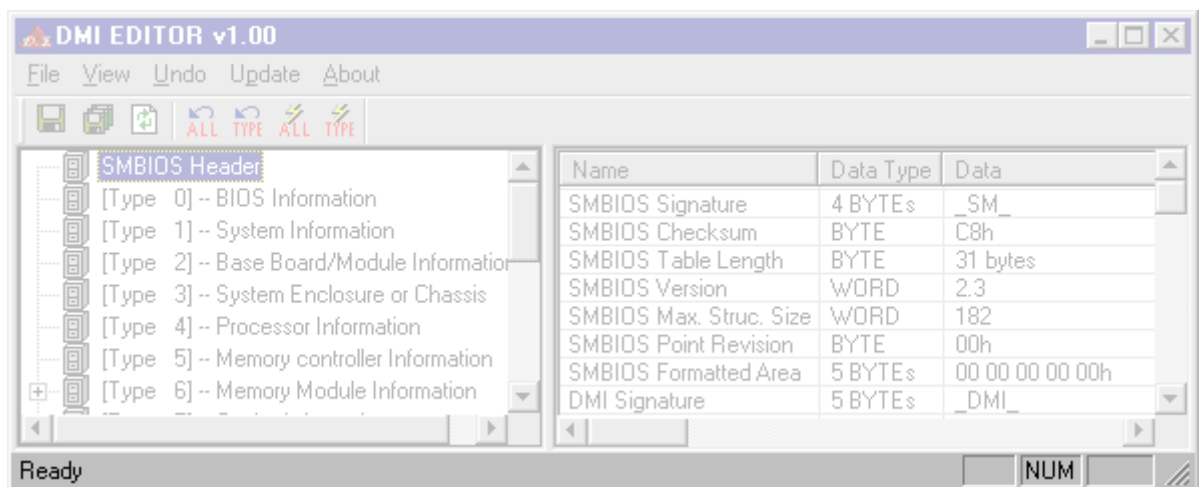 DMI EDITOR v1.00
File View Undo Update About
ALL TYPE ALL TYPE
SMBIOS Header
[Type 0] -- BIOS Information
[Type 1] -- System Information
[Type 2] -- Base Board/Module Information
[Type 3] -- System Enclosure or Chassis
[Type 4] -- Processor Information
[Type 5] -- Memory controller Information
[Type 6] -- Memory Module Information
Name Data Type Data
SMBIOS Signature 4 BYTEs _SM_
SMBIOS Checksum BYTE C8h
SMBIOS Table Length BYTE 31 bytes
SMBIOS Version WORD 2.3
SMBIOS Max. Struc. Size WORD 182
SMBIOS Point Revision BYTE 00h
SMBIOS Formatted Area 5 BYTEs 00 00 00 00 00h
DMI Signature 5 BYTEs _DMI_
Ready NUM